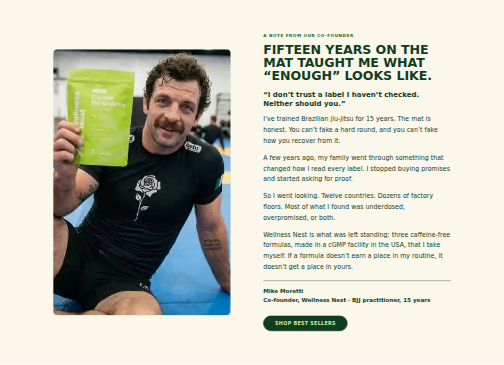 A NOTE FROM OUR CO-FOUNDER
FIFTEEN YEARS ON THE
MAT TAUGHT ME WHAT
“ENOUGH” LOOKS LIKE.
“I don’t trust a label I haven’t checked.
Neither should you.”
I’ve trained Brazilian Jiu-Jitsu for 15 years. The mat is
honest. You can’t fake a hard round, and you can’t fake
how you recover from it.
A few years ago, my family went through something that
changed how I read every label. I stopped buying promises
and started asking for proof.
So I went looking. Twelve countries. Dozens of factory
floors. Most of what I found was underdosed,
overpromised, or both.
Wellness Nest is what was left standing: three caffeine-free
formulas, made in a cGMP facility in the USA, that I take
myself. If a formula doesn’t earn a place in my routine, it
doesn’t get a place in yours.
Mike Moretti
Co-founder, Wellness Nest · BJJ practitioner, 15 years
SHOP BEST SELLERS